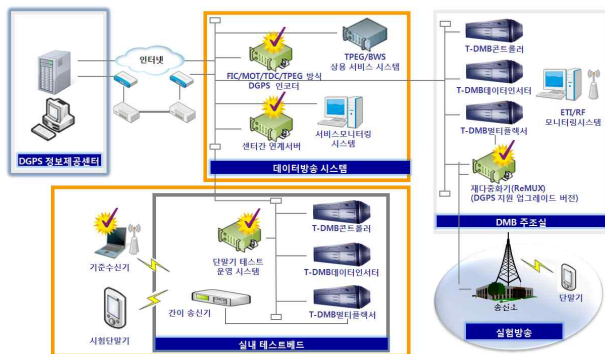 인터넷
DGPS 정보제공센터
FIC/MOT/TDC/TPEG 방식
DGPS 인코터
TPEG/BWS
상용 서비스 시스템
센터간 연계서버
서비스모니터링
시스템
데이터방송 시스템
T-DMB콘트롤러
T-DMB데이터인서터
T-DMB멀티플렉서
ETI/RF
모니터링시스템
재다중화기(ReMUX)
(DGPS 지원 업그레이드 버전)
DMB 주조실
기준수신기
시험단말기
단말기 테스트
운영 시스템
간이 송신기
T-DMB콘트롤러
T-DMB데이터인서터
T-DMB멀티플렉서
실내 테스트베드
송신소
단말기
실험방송